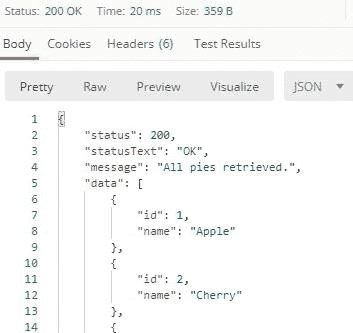 Status: 200 OK Time: 20 ms Size: 359 B
Body Cookies Headers (6) Test Results
Pretty Raw Preview Visualize JSON
1 {
2 "status": 200,
3 "statusText": "OK",
4 "message": "All pies retrieved.",
5 "data": [
6 {
7 "id": 1,
8 "name": "Apple"
9 },
10 {
11 "id": 2,
12 "name": "Cherry"
13 },
14 {